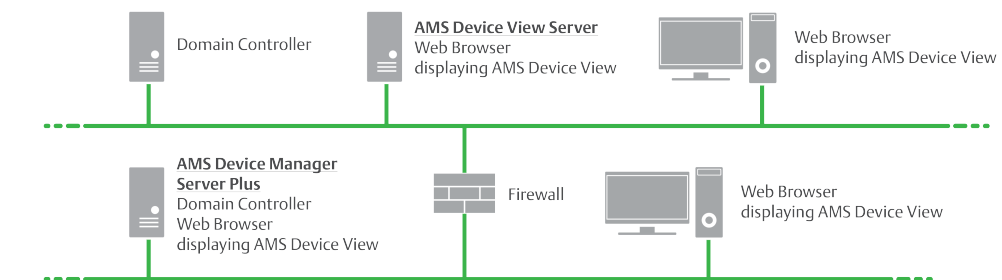 Domain Controller
AMS Device View Server
Web Browser
displaying AMS Device View
Web Browser
displaying AMS Device View
AMS Device Manager
Server Plus
Domain Controller
Web Browser
displaying AMS Device View
Firewall
Web Browser
displaying AMS Device View